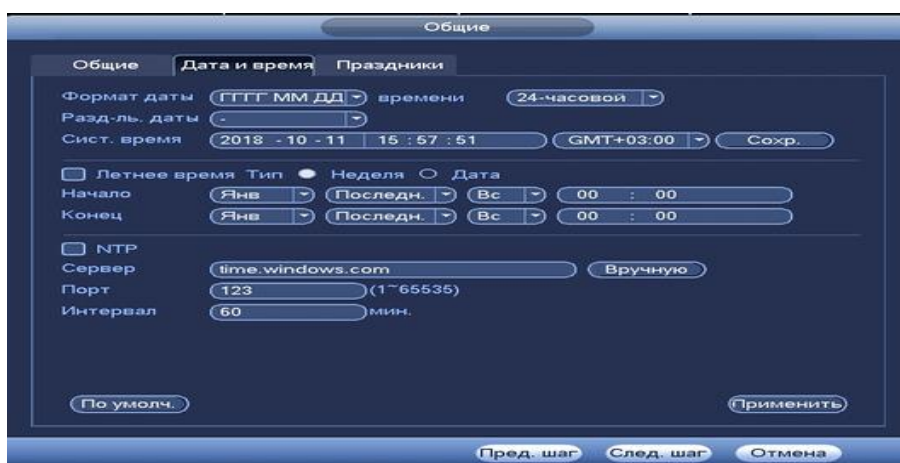 Общие
Общие Дата и время Праздники
Формат даты ГГГГ ММ ДД времени 24-часовой
Разд-ль. даты -
Сист. время 2018 - 10 - 11 15 : 57 : 51 GMT+03:00 Сохр.
Летнее время Тип Неделя Дата
Начало Янв Последн. Вс 00 : 00
Конец Янв Последн. Вс 00 : 00
NTP
Сервер time.windows.com Вручную
Порт 123 (1~65535)
Интервал 60 мин.
По умолч. Применить
Пред. шаг След. шаг Отмена